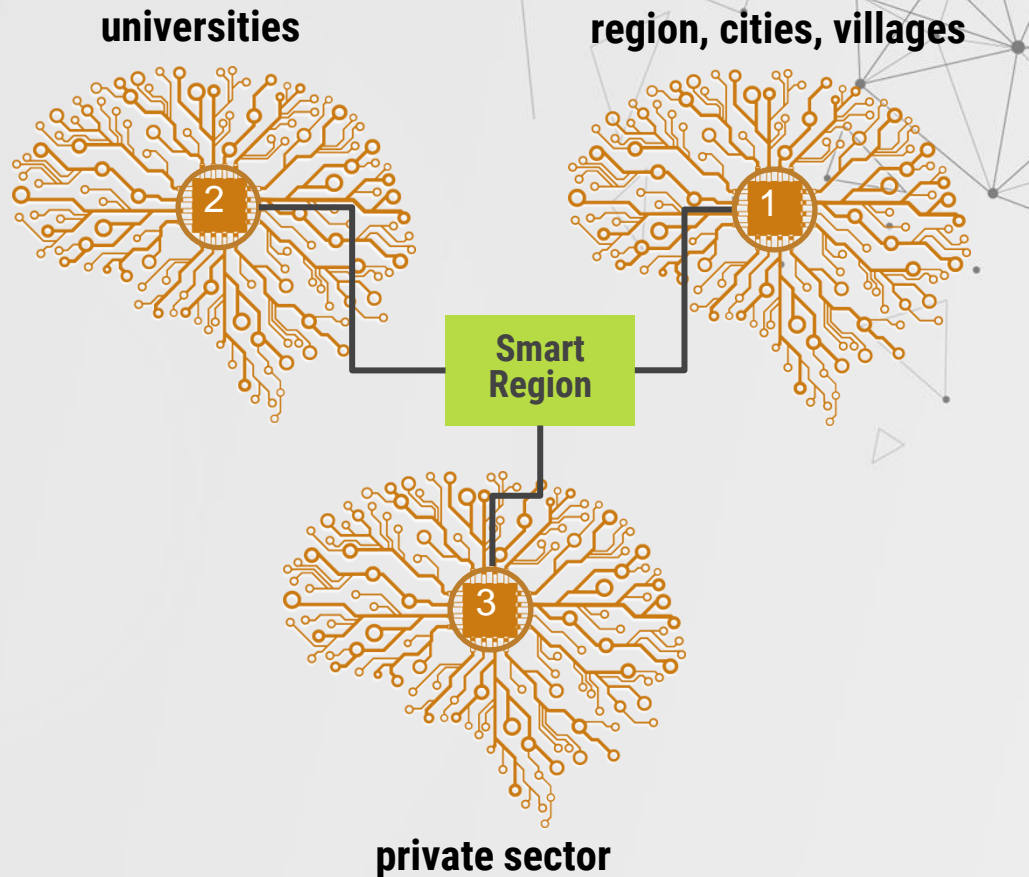 universities
region, cities, villages
2
1
Smart
Region
3
private sector